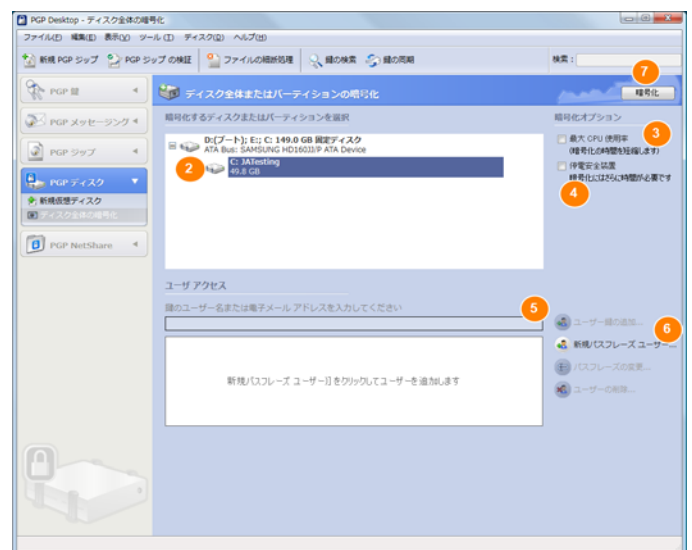 PGP Desktop - ディスク全体の暗号化
ファイル(F) 編集(E) 表示(V) ツール(T) ディスク(D) ヘルプ(H)
新規 PGP ジップ PGP ジップ の検証 ファイルの細断処理 鍵の検索 鍵の同期 検索:
7
PGP 鍵
ディスク全体またはパーティションの暗号化
暗号化
PGP メッセージング
暗号化するディスクまたはパーティションを選択
暗号化オプション
D:(ブート); E:; C: 149.0 GB 固定ディスク
ATA Bus: SAMSUNG HD160JJ/P ATA Device
最大 CPU 使用率
3
(暗号化の時間を短縮します)
PGP ジップ
2
C: JATesting
49.8 GB
停電安全装置
暗号化にはさらに時間が必要です
4
PGP ディスク
新規仮想ディスク
ディスク全体の暗号化
PGP NetShare
ユーザ アクセス
鍵のユーザー名または電子メール アドレスを入力してください
5
ユーザー鍵の追加...
6
新規パスフレーズ ユーザー...
パスフレーズの変更...
ユーザーの削除...
新規パスフレーズ ユーザー)] をクリックしてユーザーを追加します